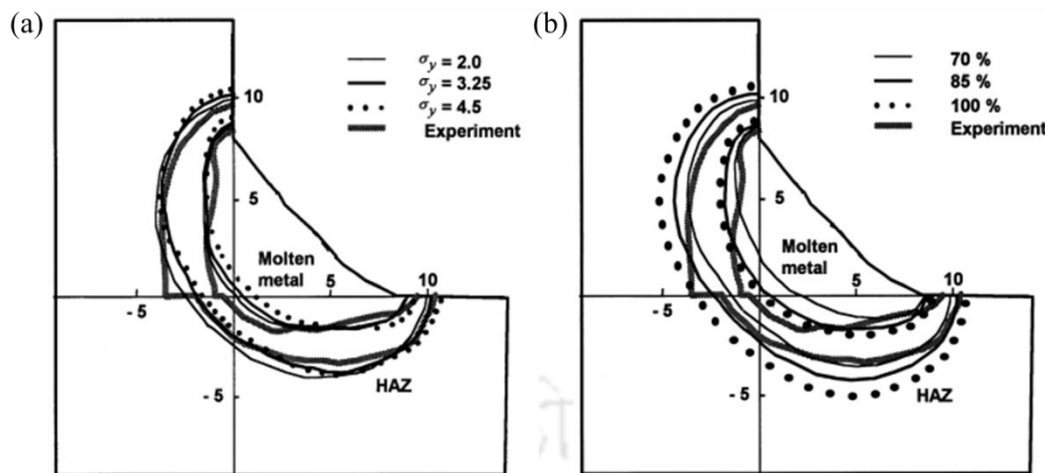 (a)
σy = 2.0
σy = 3.25
σy = 4.5
Experiment
10
5
Molten
metal
5
10
- 5
- 5
HAZ
(b)
70 %
85 %
100 %
Experiment
10
5
Molten
metal
5
10
- 5
- 5
HAZ